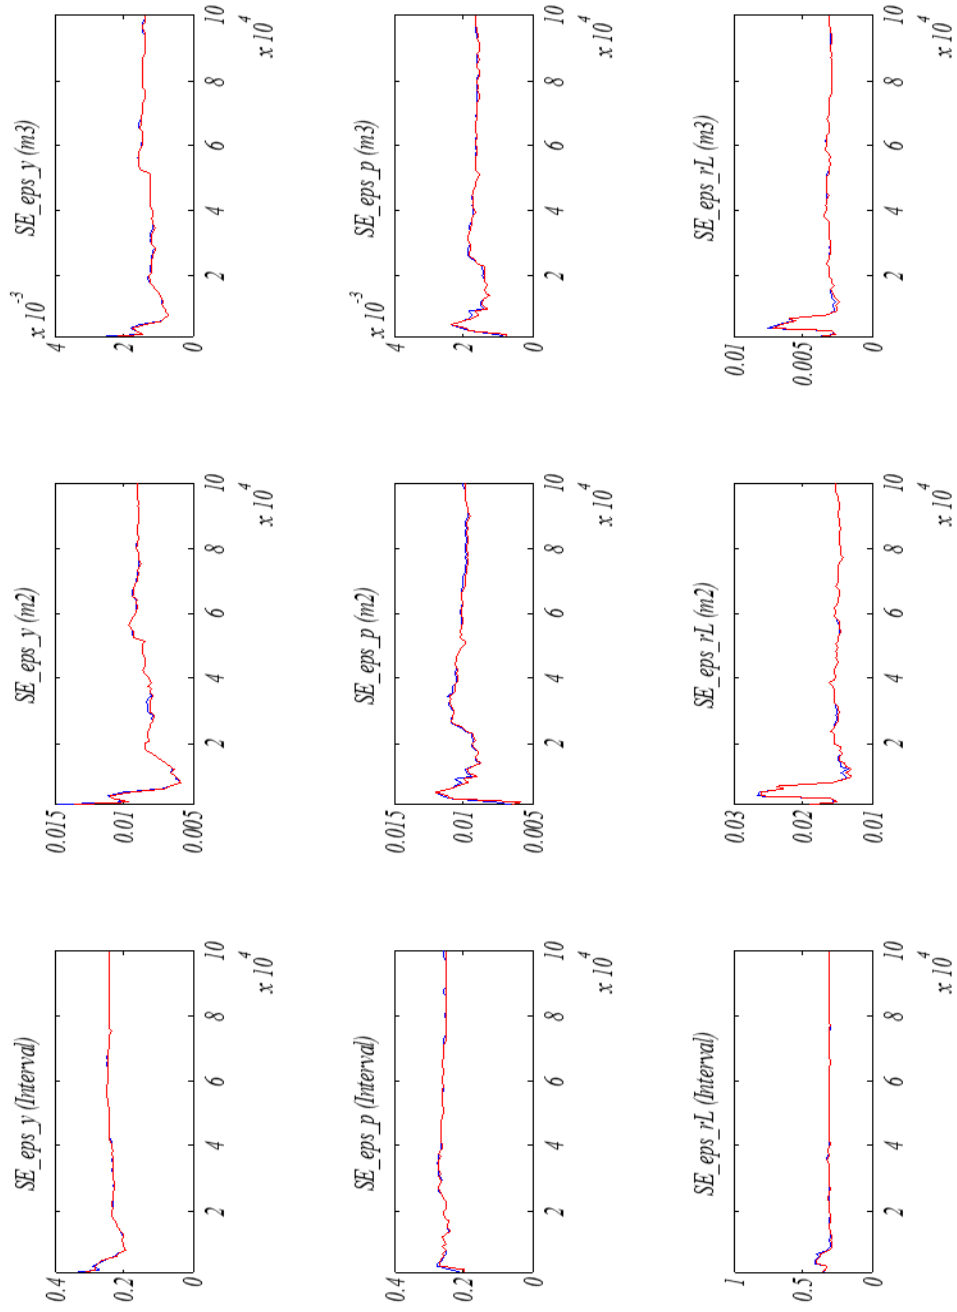 SE_eps_y (Interval)
0.4
0.2
0
2 4 6 8 10
x 10^4
SE_eps_y (m2)
0.015
0.01
0.005
2 4 6 8 10
x 10^4
x 10^-3 SE_eps_y (m3)
4
2
0
2 4 6 8 10
x 10^4
SE_eps_p (Interval)
0.4
0.2
0
2 4 6 8 10
x 10^4
SE_eps_p (m2)
0.015
0.01
0.005
2 4 6 8 10
x 10^4
x 10^-3 SE_eps_p (m3)
4
2
0
2 4 6 8 10
x 10^4
SE_eps_rL (Interval)
1
0.5
0
2 4 6 8 10
x 10^4
SE_eps_rL (m2)
0.03
0.02
0.01
2 4 6 8 10
x 10^4
SE_eps_rL (m3)
0.01
0.005
0
2 4 6 8 10
x 10^4